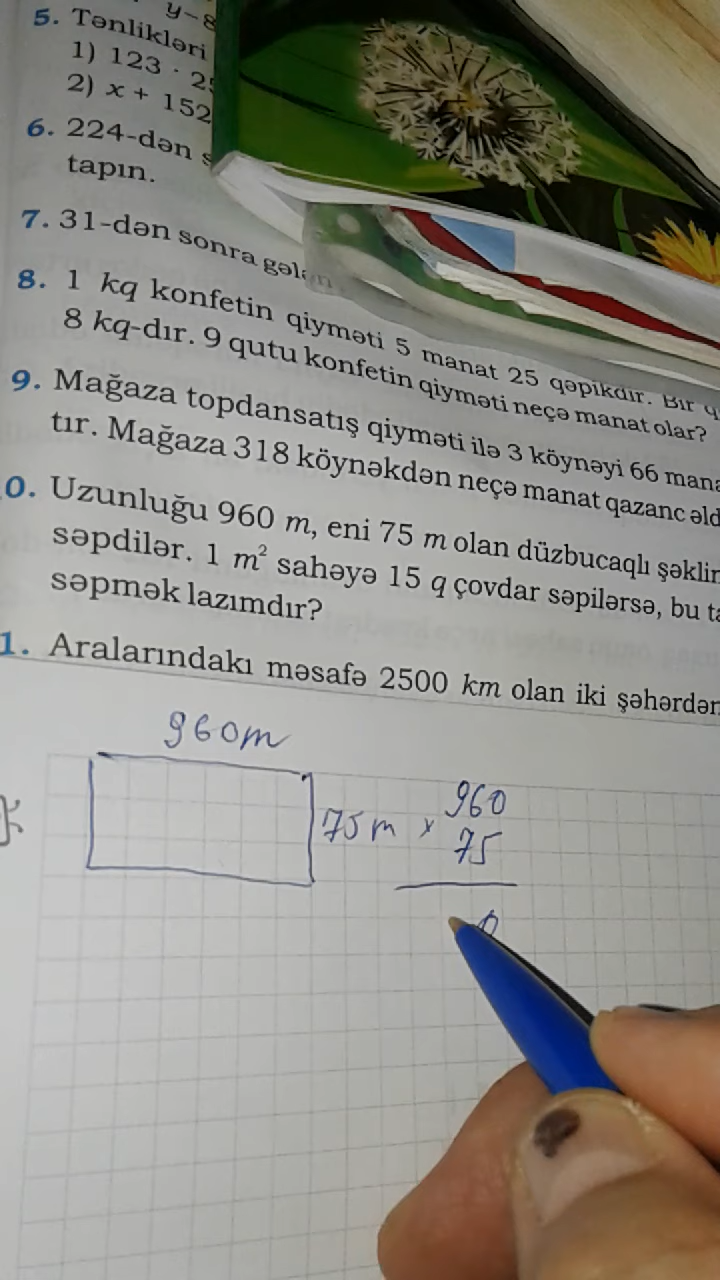 y – 8
5. Tənlikləri
1) 123 · 2
2) x + 152
6. 224-dən
tapın.
7. 31-dən sonra gələn
8. 1 kq konfetin qiyməti 5 manat 25 qəpikdir. Bir
8 kq-dır. 9 qutu konfetin qiyməti neçə manat olar?
9. Mağaza topdansatış qiyməti ilə 3 köynəyi 66
tır. Mağaza 318 köynəkdən neçə manat qazanc
0. Uzunluğu 960 m, eni 75 m olan düzbucaqlı
səpdilər. 1 m² sahəyə 15 q çovdar səpilərsə, bu
səpmək lazımdır?
1. Aralarındakı məsafə 2500 km olan iki şəhərdən
960m
75m × 960
75
0